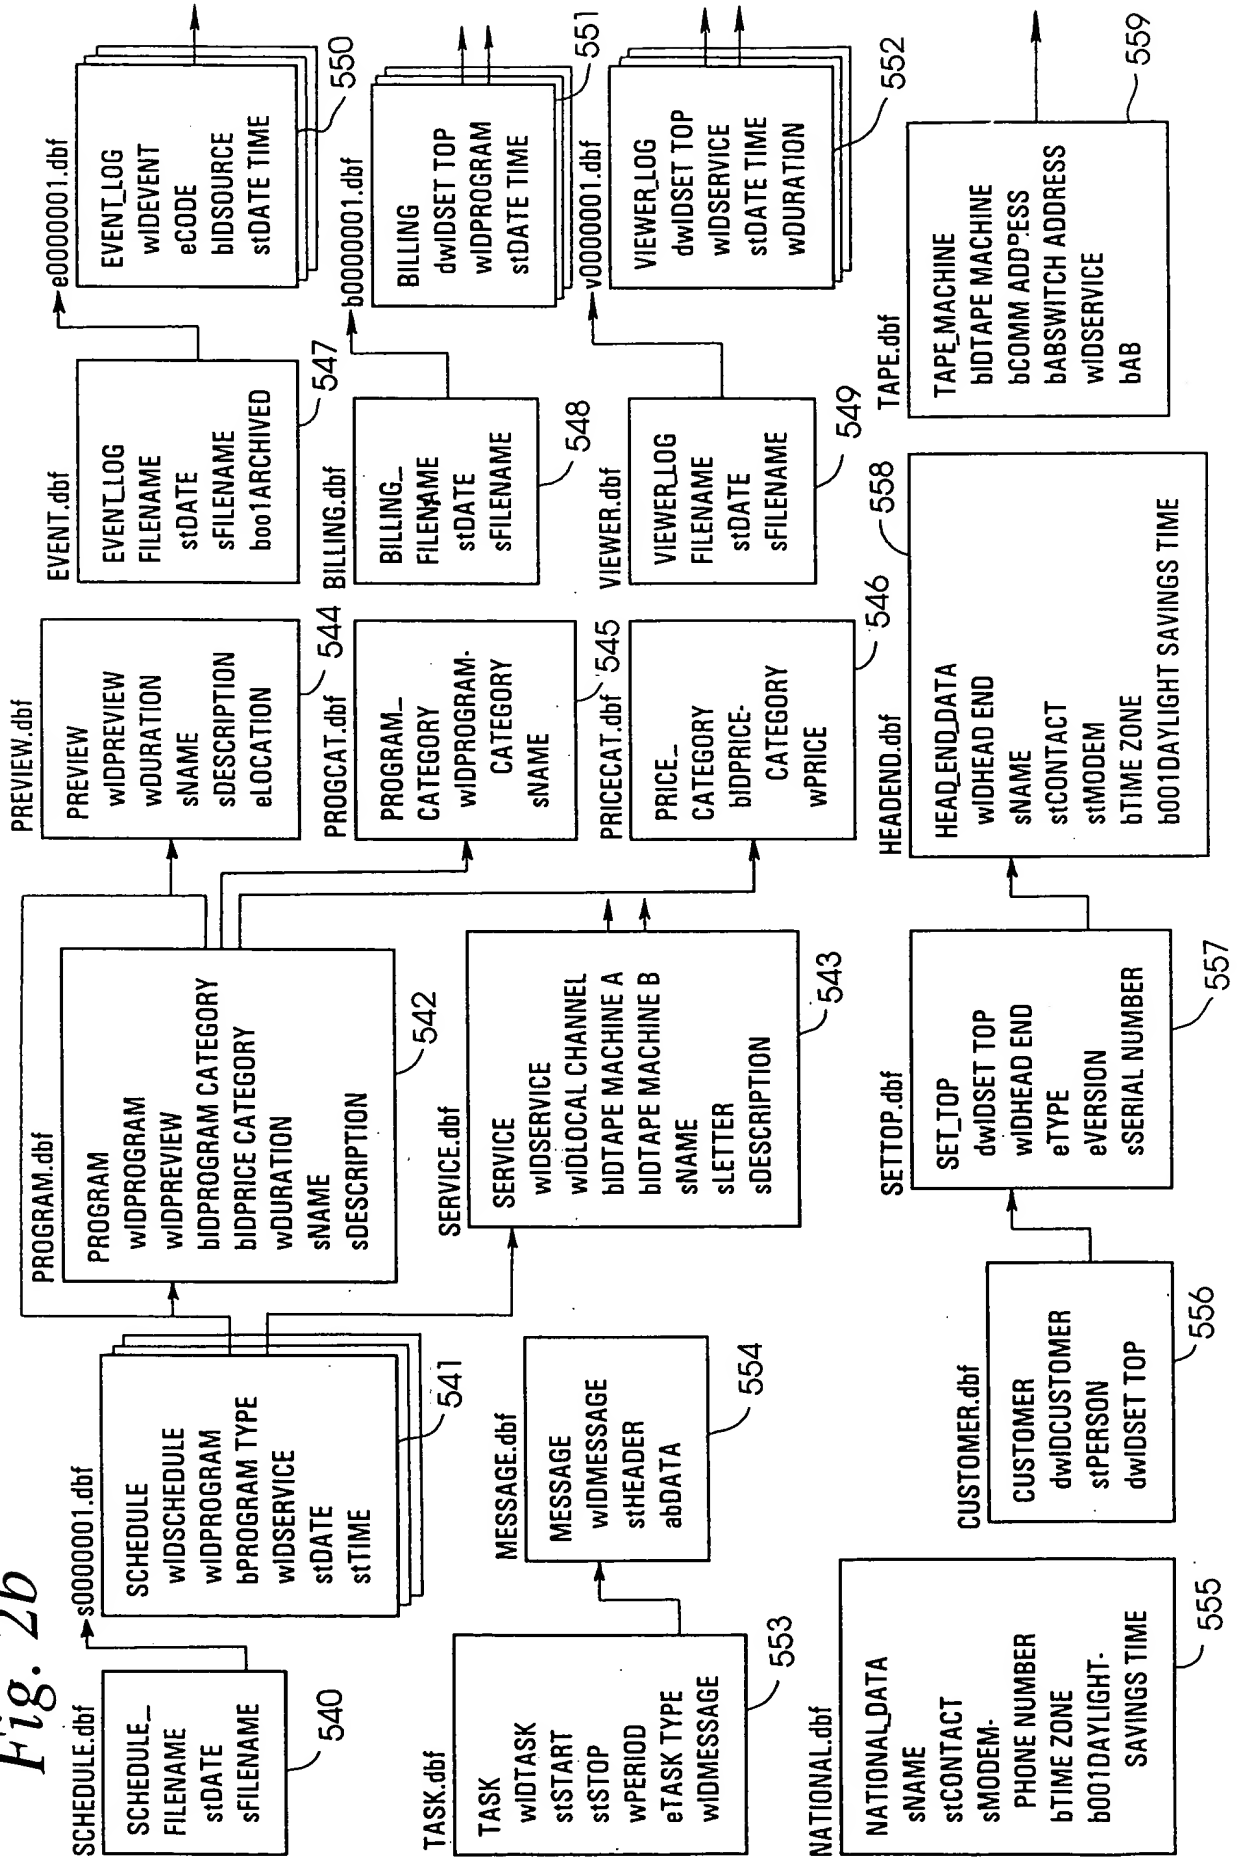 Fig. 2b
SCHEDULE.dbf
SCHEDULE_
FILENAME
stDATE
sFILENAME
540
s0000001.dbf
SCHEDULE
wIDSCHEDULE
wIDPROGRAM
bPROGRAM TYPE
wIDSERVICE
stDATE
stTIME
541
PROGRAM.dbf
PROGRAM
wIDPROGRAM
wIDPREVIEW
bIDPROGRAM CATEGORY
bIDPRICE CATEGORY
wDURATION
sNAME
sDESCRIPTION
542
PREVIEW.dbf
PREVIEW
wIDPREVIEW
wDURATION
sNAME
sDESCRIPTION
eLOCATION
544
EVENT.dbf
EVENT_LOG
FILENAME
stDATE
sFILENAME
boo1ARCHIVED
547
e0000001.dbf
EVENT_LOG
wIDEVENT
eCODE
bIDSOURCE
stDATE TIME
550
PROGCAT.dbf
PROGRAM_
CATEGORY
wIDPROGRAM-
CATEGORY
sNAME
545
BILLING.dbf
BILLING_
FILENAME
stDATE
sFILENAME
548
b0000001.dbf
BILLING
dwIDSET TOP
wIDPROGRAM
stDATE TIME
551
TASK.dbf
TASK
wIDTASK
stSTART
stSTOP
wPERIOD
eTASK TYPE
wIDMESSAGE
553
MESSAGE.dbf
MESSAGE
wIDMESSAGE
stHEADER
abDATA
554
SERVICE.dbf
SERVICE
wIDSERVICE
wIDLOCAL CHANNEL
bIDTAPE MACHINE A
bIDTAPE MACHINE B
sNAME
sLETTER
sDESCRIPTION
543
PRICECAT.dbf
PRICE_
CATEGORY
bIDPRICE-
CATEGORY
wPRICE
546
VIEWER.dbf
VIEWER_LOG
FILENAME
stDATE
sFILENAME
549
v0000001.dbf
VIEWER_LOG
dwIDSET TOP
wIDSERVICE
stDATE TIME
wDURATION
552
NATIONAL.dbf
NATIONAL_DATA
sNAME
stCONTACT
sMODEM-
PHONE NUMBER
bTIME ZONE
b001DAYLIGHT-
SAVINGS TIME
555
CUSTOMER.dbf
CUSTOMER
dwIDCUSTOMER
stPERSON
dwIDSET TOP
556
SETTOP.dbf
SET_TOP
dwIDSET TOP
wIDHEAD END
eTYPE
eVERSION
sSERIAL NUMBER
557
HEADEND.dbf
HEAD_END_DATA
wIDHEAD END
sNAME
stCONTACT
stMODEM
bTIME ZONE
b001DAYLIGHT SAVINGS TIME
558
TAPE.dbf
TAPE_MACHINE
bIDTAPE MACHINE
bCOMM ADDRESS
bABSWITCH ADDRESS
wIDSERVICE
bAB
559